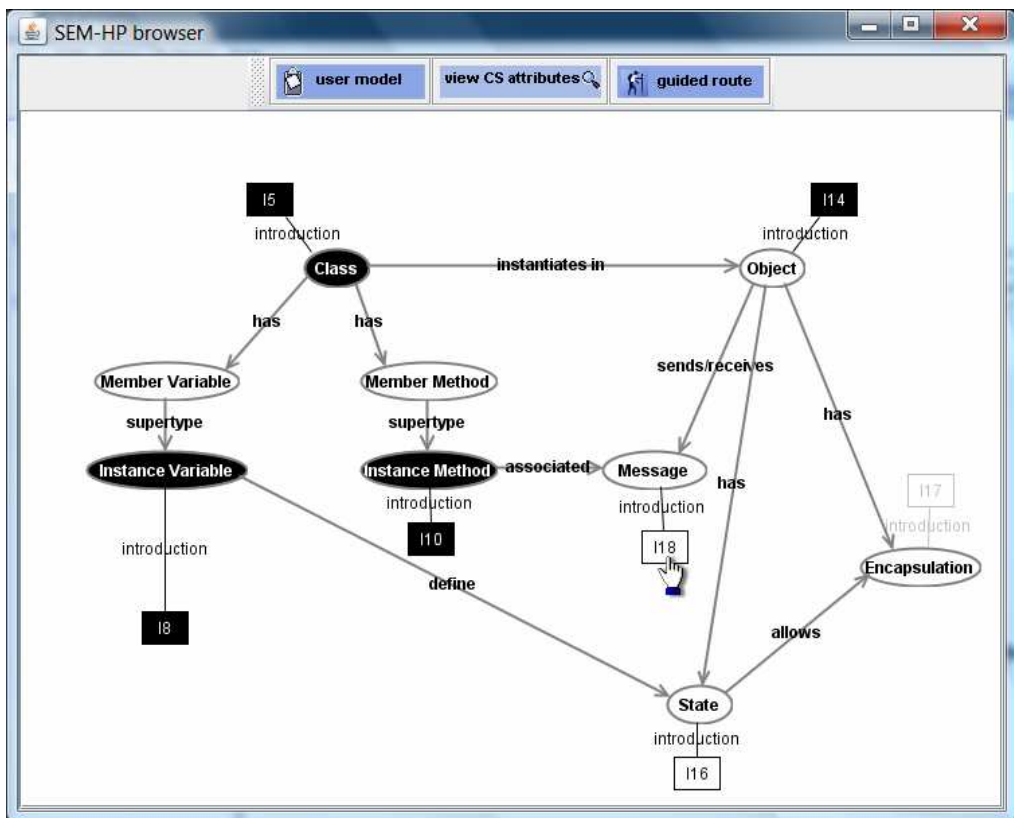 SEM-HP browser
user model
view CS attributes
guided route
I5
I14
introduction
introduction
Class
instantiates in
Object
has
has
sends/receives
Member Variable
Member Method
supertype
supertype
has
Instance Variable
Instance Method
associated
Message
has
I17
introduction
introduction
introduction
I10
I18
introduction
Encapsulation
define
I8
allows
State
introduction
I16